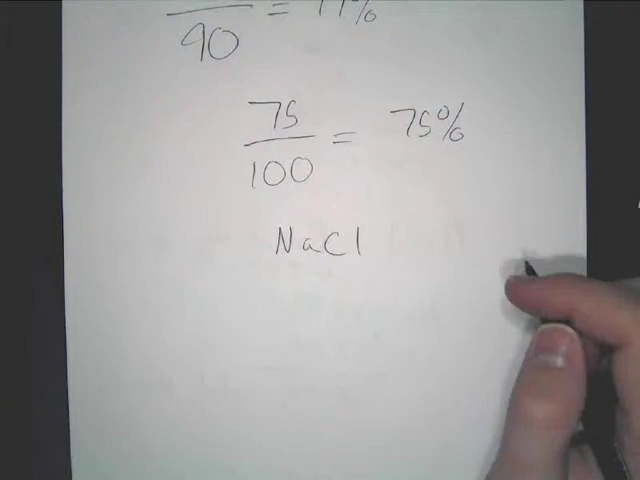 90 =
75/100 = 75%
NaCl